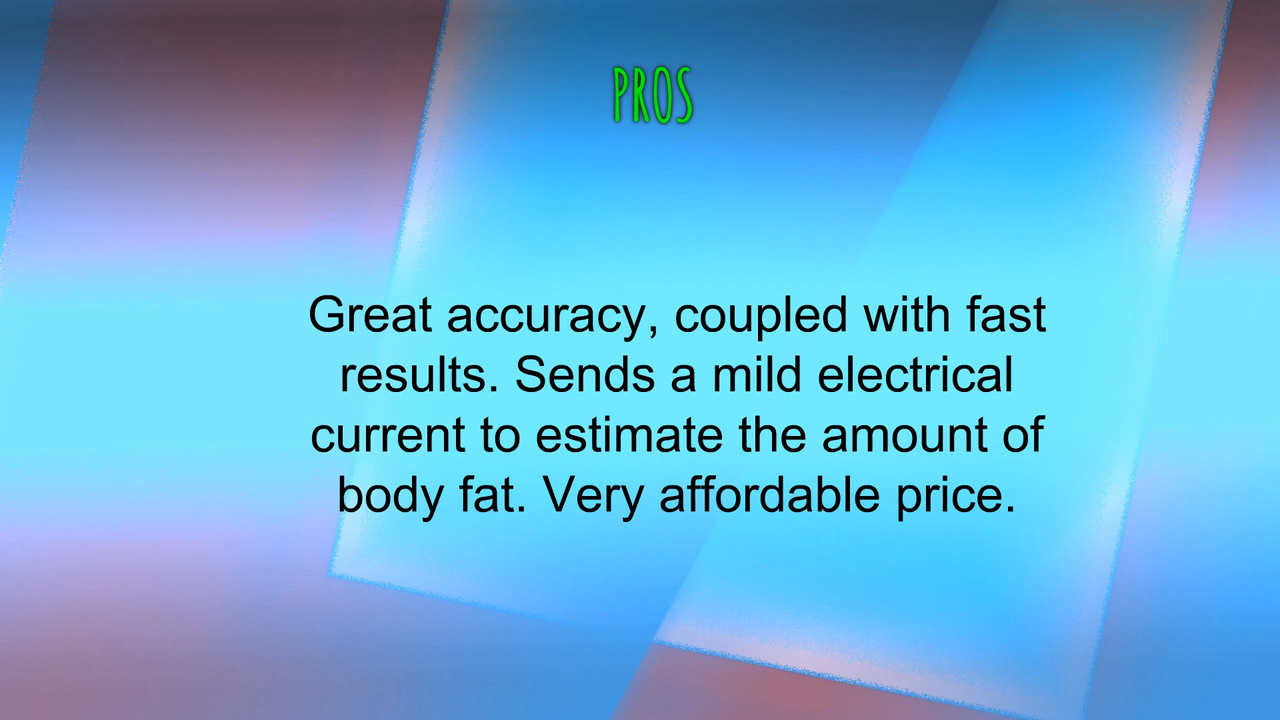 PROS
Great accuracy, coupled with fast
results. Sends a mild electrical
current to estimate the amount of
body fat. Very affordable price.